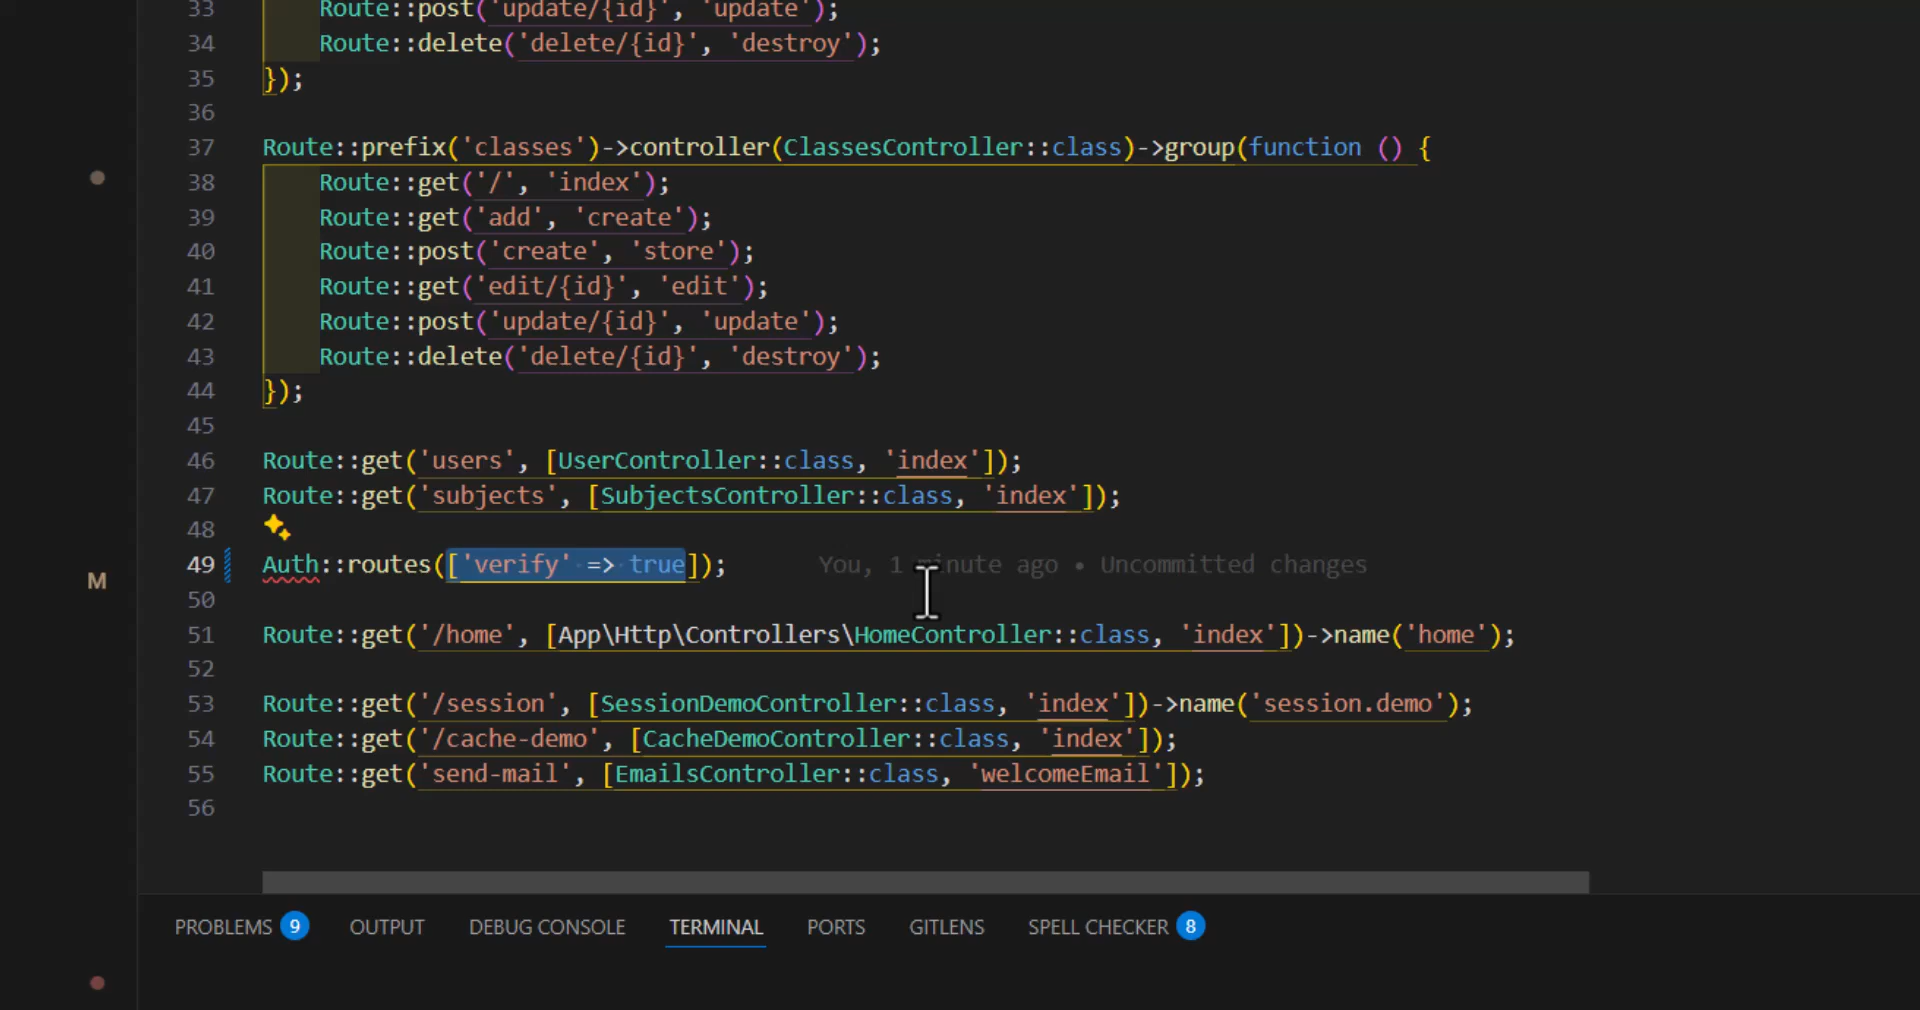 33 Route::post('update/{id}', 'update');
34 Route::delete('delete/{id}', 'destroy');
35 });
36
37 Route::prefix('classes')->controller(ClassesController::class)->group(function () {
38 Route::get('/', 'index');
39 Route::get('add', 'create');
40 Route::post('create', 'store');
41 Route::get('edit/{id}', 'edit');
42 Route::post('update/{id}', 'update');
43 Route::delete('delete/{id}', 'destroy');
44 });
45
46 Route::get('users', [UserController::class, 'index']);
47 Route::get('subjects', [SubjectsController::class, 'index']);
48
49 Auth::routes(['verify' => true]); You, 1 minute ago • Uncommitted changes
M
50
51 Route::get('/home', [App\Http\Controllers\HomeController::class, 'index'])->name('home');
52
53 Route::get('/session', [SessionDemoController::class, 'index'])->name('session.demo');
54 Route::get('/cache-demo', [CacheDemoController::class, 'index']);
55 Route::get('send-mail', [EmailsController::class, 'welcomeEmail']);
56
PROBLEMS 9 OUTPUT DEBUG CONSOLE TERMINAL PORTS GITLENS SPELL CHECKER 8